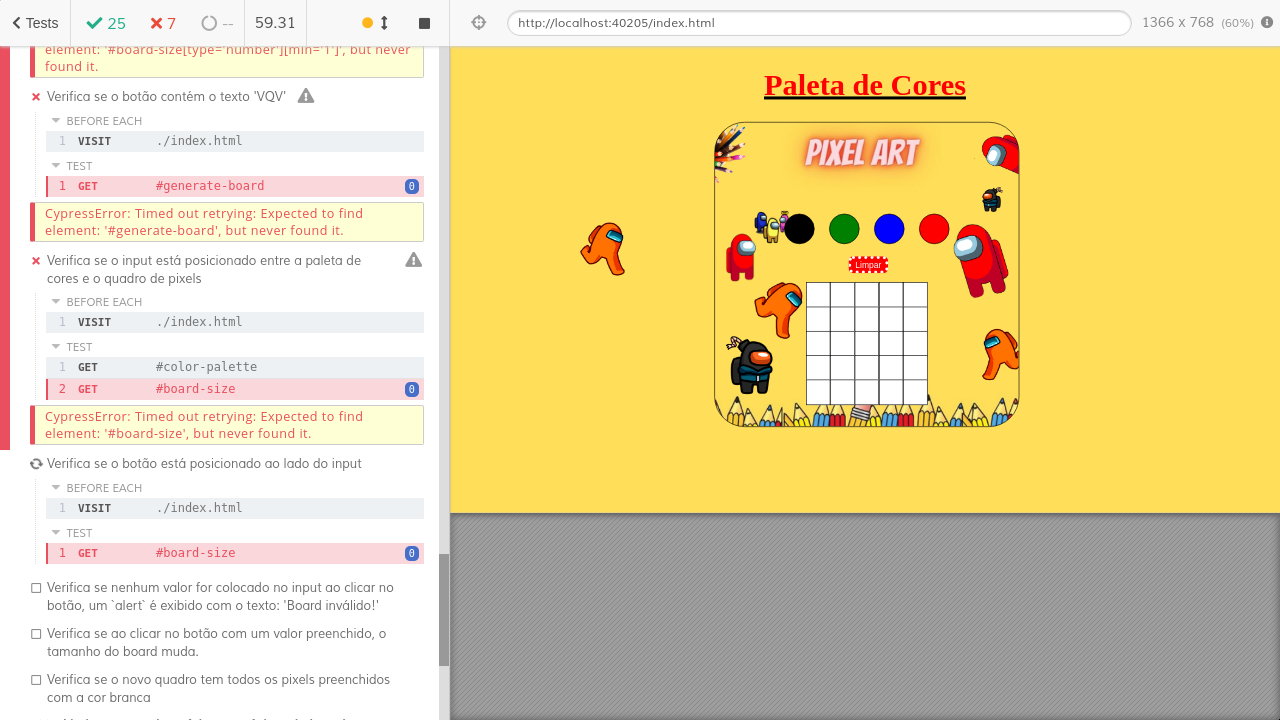 Tests
25
7
--
59.31
http://localhost:40205/index.html
1366 x 768 (60%)
element: '#board-size[type='number'][min='1']', but never
found it.
Verifica se o botão contém o texto 'VQV'
BEFORE EACH
1 VISIT ./index.html
TEST
1 GET #generate-board 0
CypressError: Timed out retrying: Expected to find
element: '#generate-board', but never found it.
Verifica se o input está posicionado entre a paleta de
cores e o quadro de pixels
BEFORE EACH
1 VISIT ./index.html
TEST
1 GET #color-palette
2 GET #board-size 0
CypressError: Timed out retrying: Expected to find
element: '#board-size', but never found it.
Verifica se o botão está posicionado ao lado do input
BEFORE EACH
1 VISIT ./index.html
TEST
1 GET #board-size 0
Verifica se nenhum valor for colocado no input ao clicar no
botão, um `alert` é exibido com o texto: 'Board inválido!'
Verifica se ao clicar no botão com um valor preenchido, o
tamanho do board muda.
Verifica se o novo quadro tem todos os pixels preenchidos
com a cor branca
Paleta de Cores
PIXEL ART
Limpar